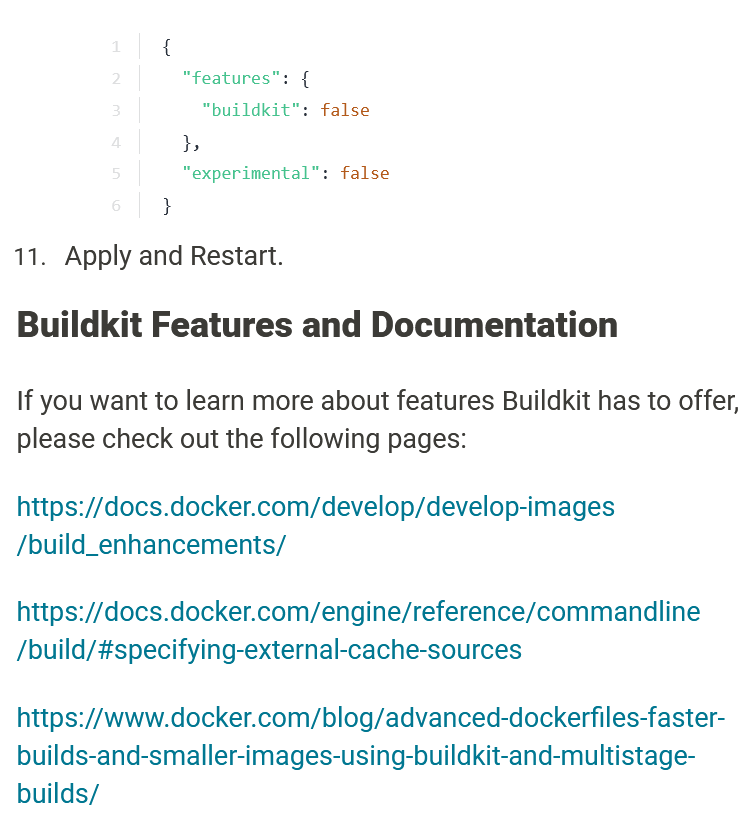 1 {
2 "features": {
3 "buildkit": false
4 },
5 "experimental": false
6 }
11. Apply and Restart.
Buildkit Features and Documentation
If you want to learn more about features Buildkit has to offer,
please check out the following pages:
https://docs.docker.com/develop/develop-images
/build_enhancements/
https://docs.docker.com/engine/reference/commandline
/build/#specifying-external-cache-sources
https://www.docker.com/blog/advanced-dockerfiles-faster-
builds-and-smaller-images-using-buildkit-and-multistage-
builds/